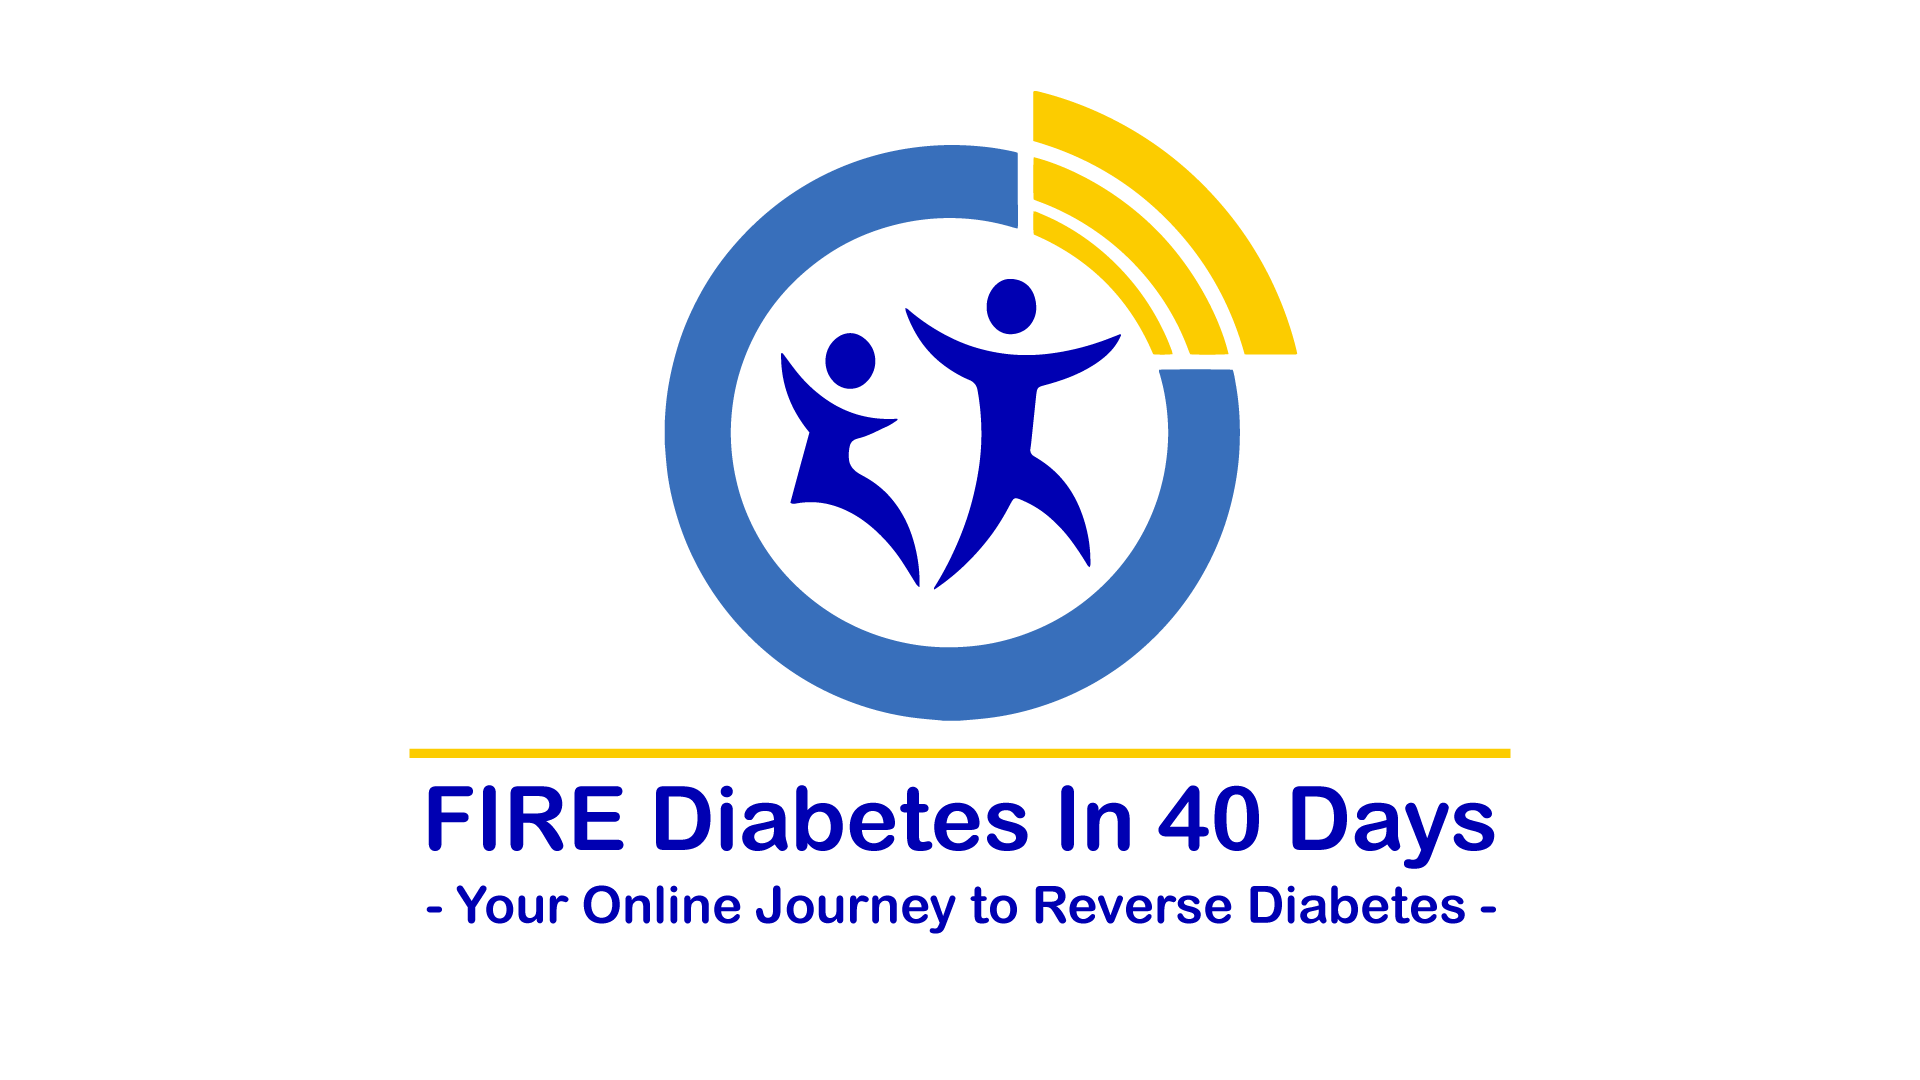 FIRE Diabetes In 40 Days
- Your Online Journey to Reverse Diabetes -